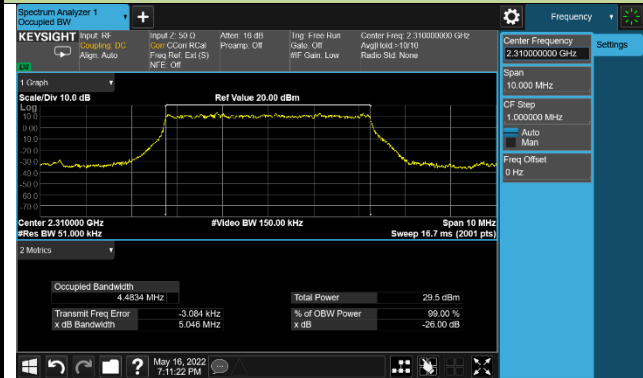 Spectrum Analyzer 1
Occupied BW
Frequency
KEYSIGHT
Input: RF
Coupling: DC
Align: Auto
Input Z: 50 Ω
Corr CCorr RCal
Freq Ref: Ext (S)
NFE: Off
Atten: 16 dB
Preamp: Off
Trig: Free Run
Gate: Off
#IF Gain: Low
Center Freq: 2.310000000 GHz
Avg|Hold:>10/10
Radio Std: None
Center Frequency
2.310000000 GHz
Settings
Span
10.000 MHz
CF Step
1.000000 MHz
Auto
Man
Freq Offset
0 Hz
1 Graph
Scale/Div 10.0 dB
Ref Value 20.00 dBm
Log
10.0
0.00
-10.0
-20.0
-30.0
-40.0
-50.0
-60.0
-70.0
Center 2.310000 GHz
#Video BW 150.00 kHz
Span 10 MHz
#Res BW 51.000 kHz
Sweep 16.7 ms (2001 pts)
2 Metrics
Occupied Bandwidth
4.4834 MHz
Total Power
29.5 dBm
Transmit Freq Error
-3.084 kHz
% of OBW Power
99.00 %
x dB Bandwidth
5.046 MHz
x dB
-26.00 dB
?
May 16, 2022
7:11:22 PM